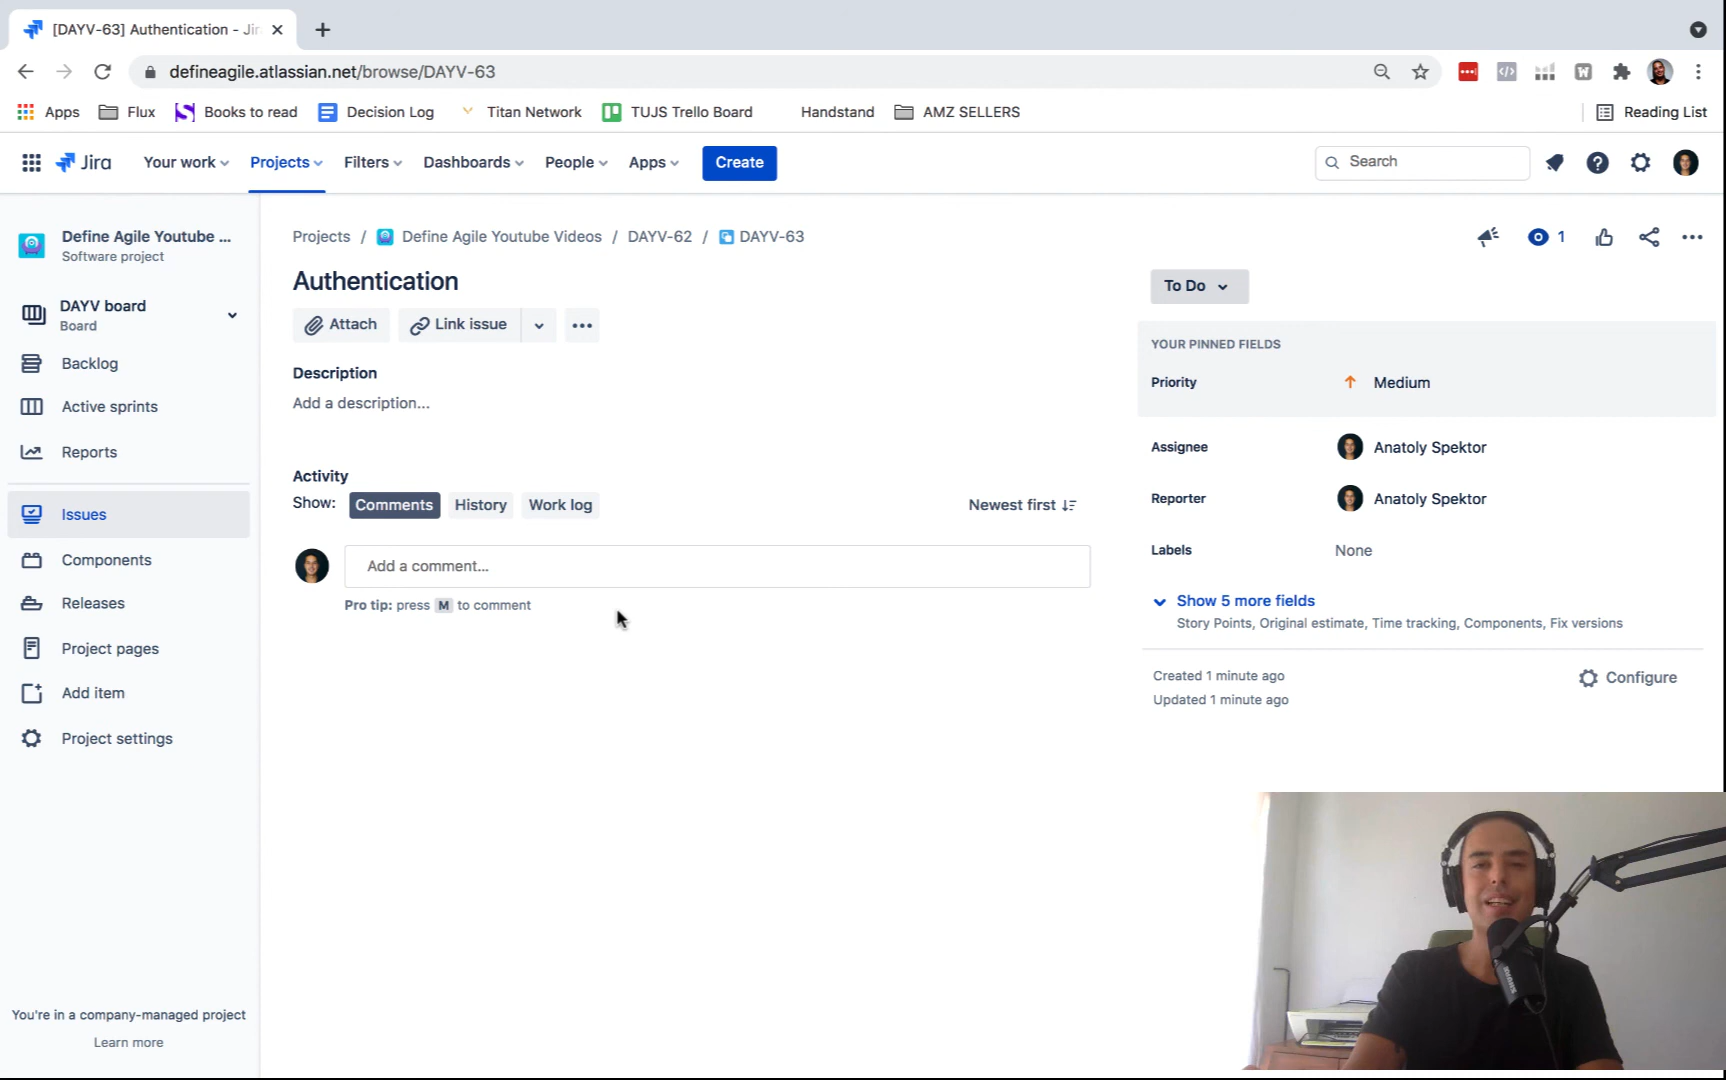 [DAYV-63] Authentication - Jir
defineagile.atlassian.net/browse/DAYV-63
Apps
Flux
Books to read
Decision Log
Titan Network
TUJS Trello Board
Handstand
AMZ SELLERS
Reading List
Jira
Your work
Projects
Filters
Dashboards
People
Apps
Create
Search
Define Agile Youtube ...
Software project
DAYV board
Board
Backlog
Active sprints
Reports
Issues
Components
Releases
Project pages
Add item
Project settings
You're in a company-managed project
Learn more
Projects / Define Agile Youtube Videos / DAYV-62 / DAYV-63
1
Authentication
Attach
Link issue
Description
Add a description...
Activity
Show: Comments History Work log
Newest first
Add a comment...
Pro tip: press M to comment
To Do
YOUR PINNED FIELDS
Priority Medium
Assignee Anatoly Spektor
Reporter Anatoly Spektor
Labels None
Show 5 more fields
Story Points, Original estimate, Time tracking, Components, Fix versions
Created 1 minute ago
Updated 1 minute ago
Configure
SHURE